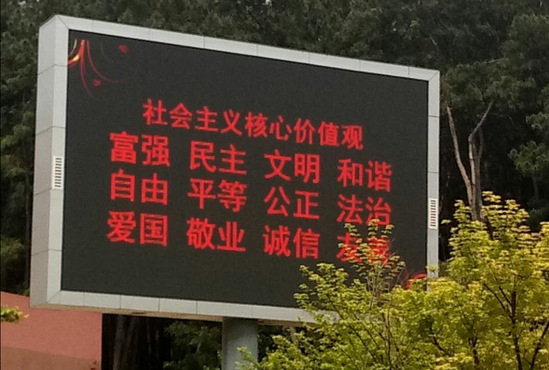 社会主义核心价值观
富强 民主 文明 和谐
自由 平等 公正 法治
爱国 敬业 诚信 友善